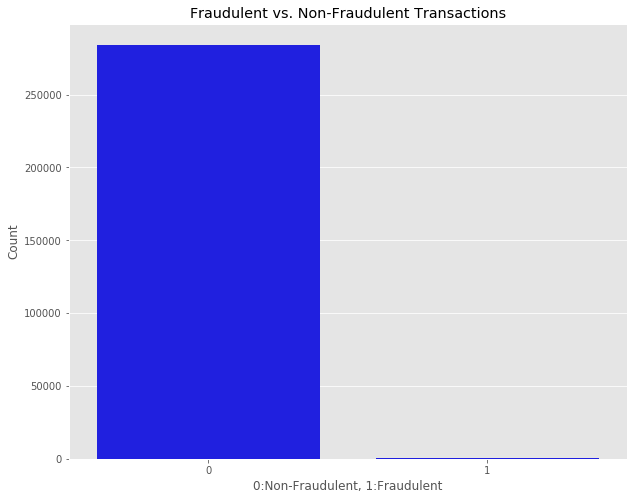 Fraudulent vs. Non-Fraudulent Transactions
250000
200000
150000
100000
50000
0
Count
0
1
0:Non-Fraudulent, 1:Fraudulent